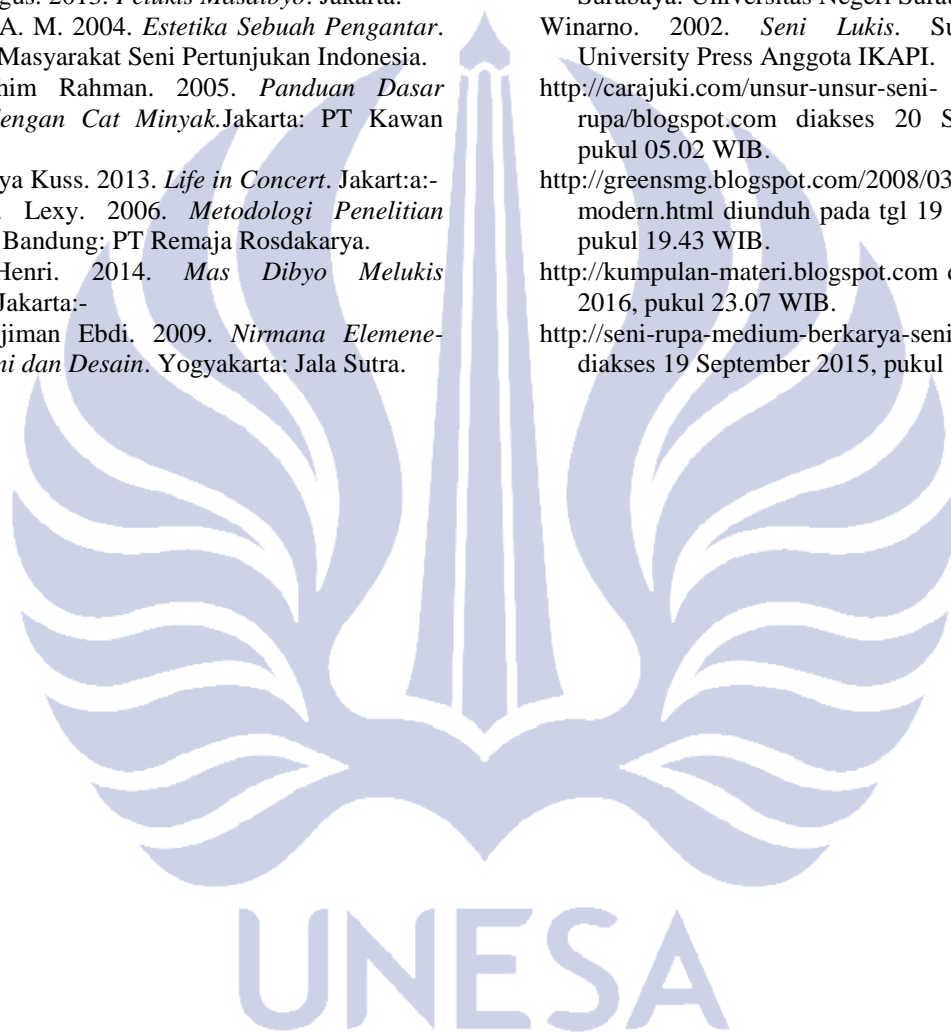 gus. 2013. Pelukis Masdibyo. Jakarta.
A. M. 2004. Estetika Sebuah Pengantar.
Masyarakat Seni Pertunjukan Indonesia.
him Rahman. 2005. Panduan Dasar
engan Cat Minyak.Jakarta: PT Kawan
ya Kuss. 2013. Life in Concert. Jakart:a:-
Lexy. 2006. Metodologi Penelitian
Bandung: PT Remaja Rosdakarya.
Henri. 2014. Mas Dibyo Melukis
Jakarta:-
jiman Ebdi. 2009. Nirmana Elemene-
ni dan Desain. Yogyakarta: Jala Sutra.
Surabaya: Universitas Negeri Sura
Winarno. 2002. Seni Lukis. Su
University Press Anggota IKAPI.
http://carajuki.com/unsur-unsur-seni-
rupa/blogspot.com diakses 20 S
pukul 05.02 WIB.
http://greensmg.blogspot.com/2008/03
modern.html diunduh pada tgl 19
pukul 19.43 WIB.
http://kumpulan-materi.blogspot.com
2016, pukul 23.07 WIB.
http://seni-rupa-medium-berkarya-seni
diakses 19 September 2015, pukul
UNESA